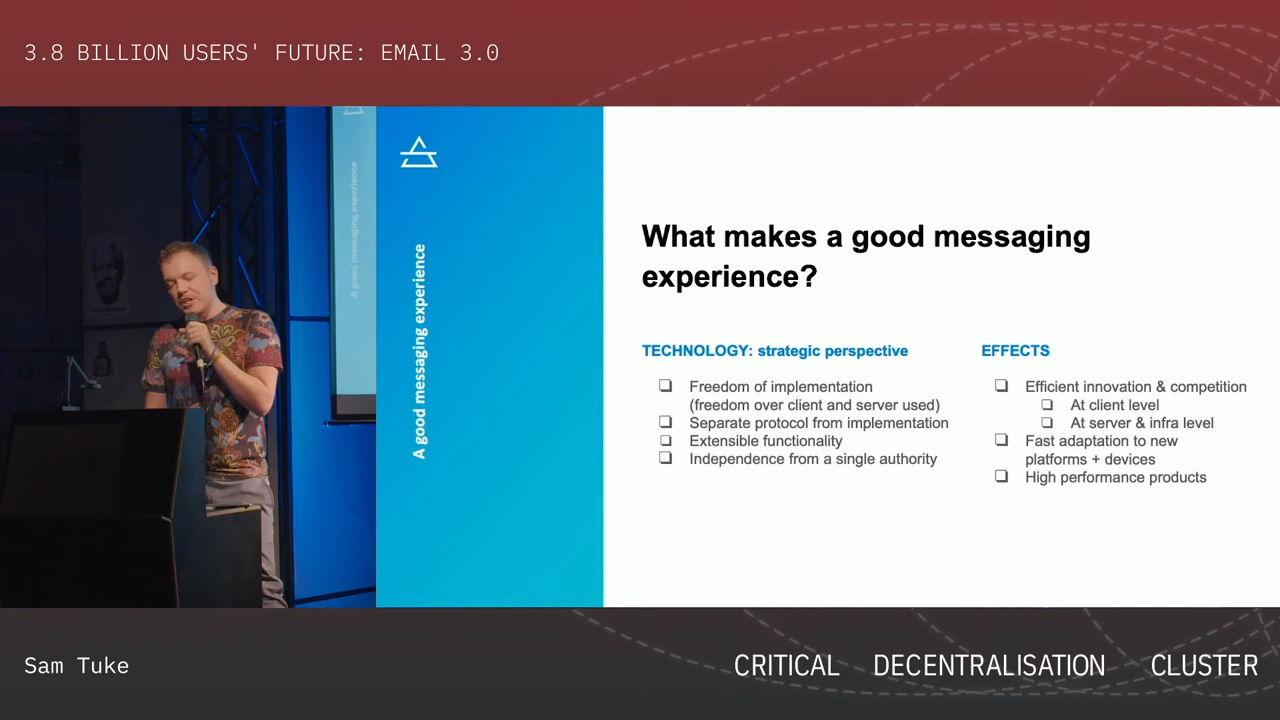 3.8 BILLION USERS' FUTURE: EMAIL 3.0
A good messaging experience
A good messaging experience
What makes a good messaging
experience?
TECHNOLOGY: strategic perspective
❏ Freedom of implementation
(freedom over client and server used)
❏ Separate protocol from implementation
❏ Extensible functionality
❏ Independence from a single authority
EFFECTS
❏ Efficient innovation & competition
❏ At client level
❏ At server & infra level
❏ Fast adaptation to new
platforms + devices
❏ High performance products
Sam Tuke
CRITICAL DECENTRALISATION CLUSTER